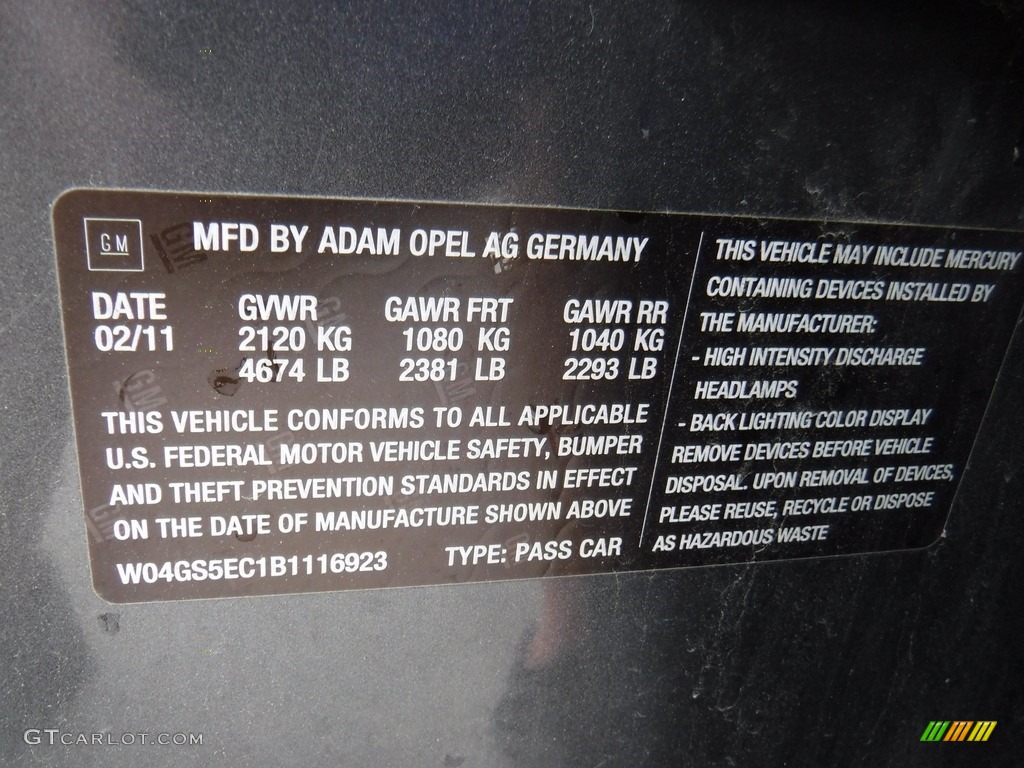 GM
MFD BY ADAM OPEL AG GERMANY
DATE GVWR GAWR FRT GAWR RR
02/11 2120 KG 1080 KG 1040 KG
4674 LB 2381 LB 2293 LB
THIS VEHICLE CONFORMS TO ALL APPLICABLE
U.S. FEDERAL MOTOR VEHICLE SAFETY, BUMPER
AND THEFT PREVENTION STANDARDS IN EFFECT
ON THE DATE OF MANUFACTURE SHOWN ABOVE
W04GS5EC1B1116923 TYPE: PASS CAR
THIS VEHICLE MAY INCLUDE MERCURY
CONTAINING DEVICES INSTALLED BY
THE MANUFACTURER:
- HIGH INTENSITY DISCHARGE
HEADLAMPS
- BACK LIGHTING COLOR DISPLAY
REMOVE DEVICES BEFORE VEHICLE
DISPOSAL. UPON REMOVAL OF DEVICES,
PLEASE REUSE, RECYCLE OR DISPOSE
AS HAZARDOUS WASTE
GTCARLOT.COM